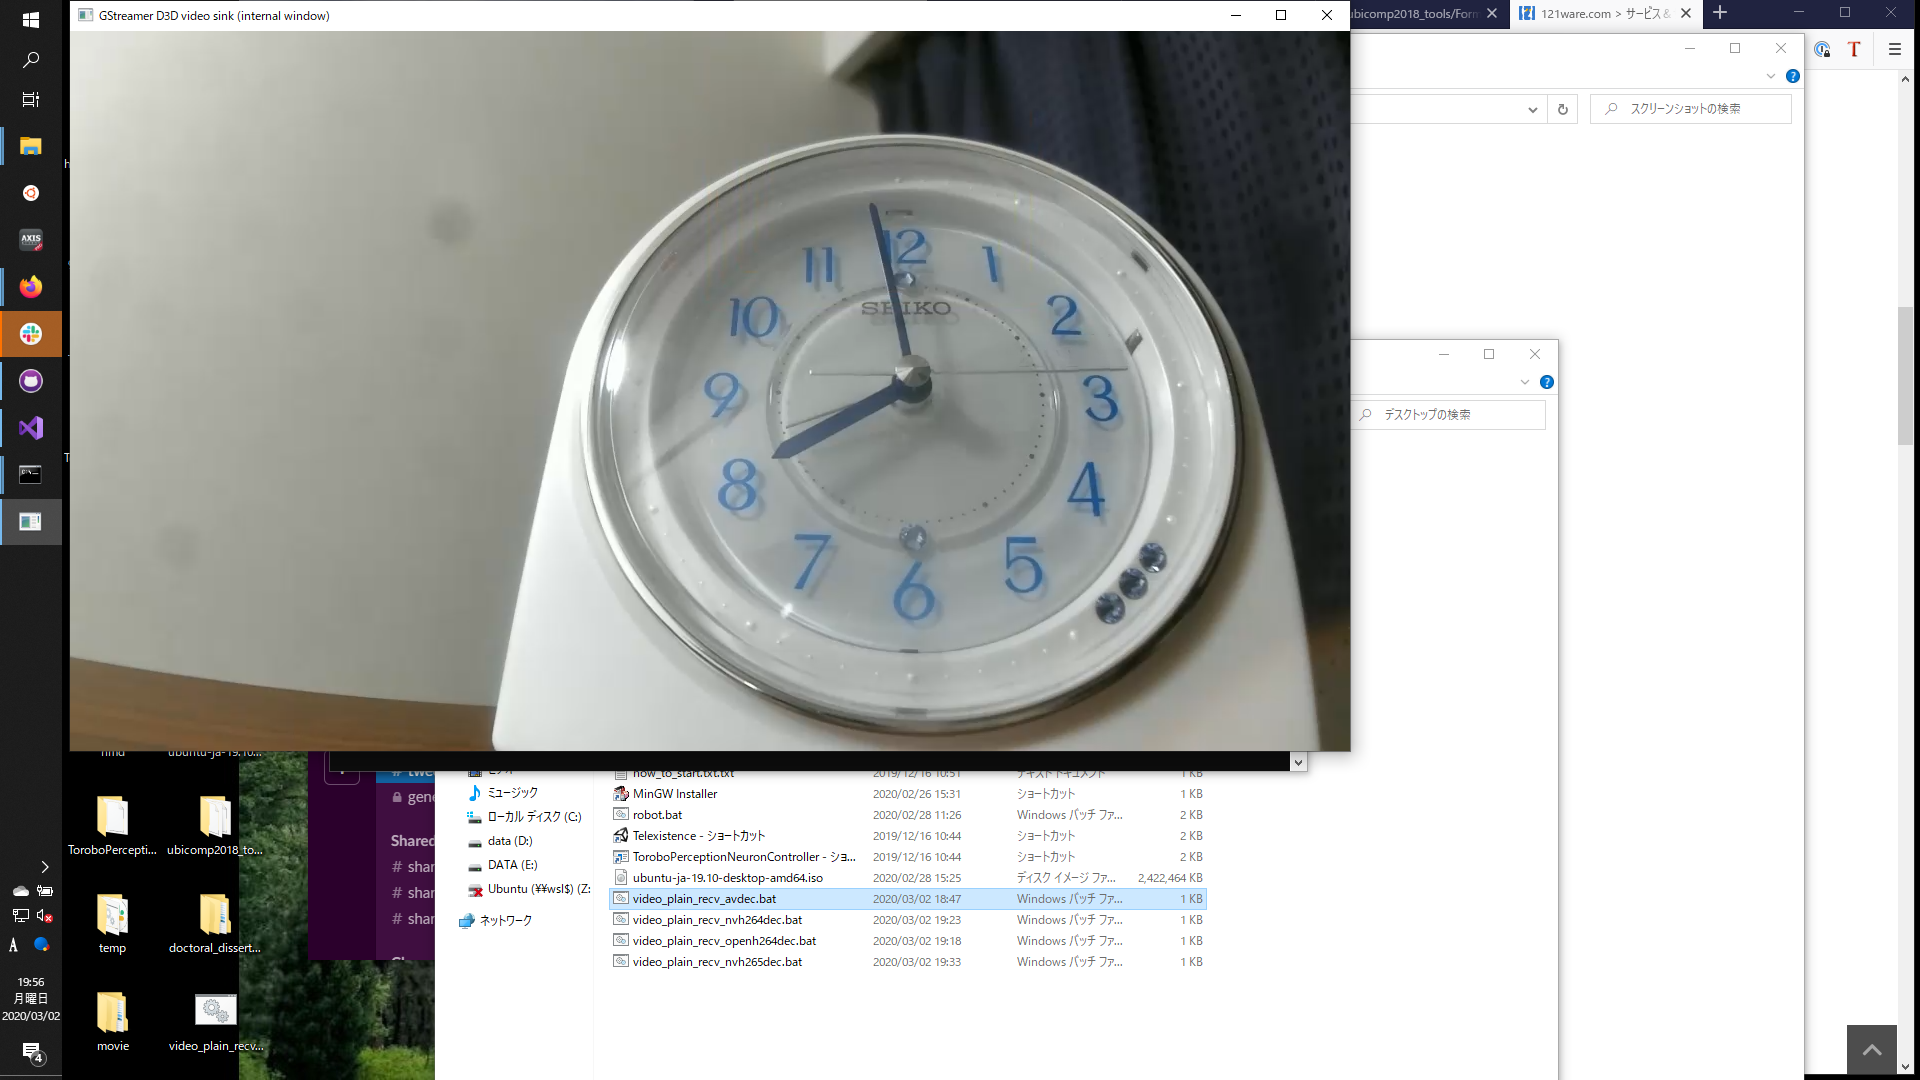 GStreamer D3D video sink (internal window)
ubicomp2018_tools/Form
121ware.com > サービス &
スクリーンショットの検索
デスクトップの検索
AXIS
12
1
2
3
4
5
6
7
8
9
10
11
SEIKO
ubuntu-ja-19.10...
ToroboPercepti...
ubicomp2018_to...
temp
doctoral_dissert...
movie
video_plain_recv...
A
19:56
月曜日
2020/03/02
4
# twe
gene
Shared
# shar
# shar
# shar
ミュージック
ローカル ディスク (C:)
data (D:)
DATA (E:)
Ubuntu (¥¥wsl$) (Z:
ネットワーク
how_to_start.txt.txt 2019/12/16 10:51 テキスト ドキュメント 1 KB
MinGW Installer 2020/02/26 15:31 ショートカット 1 KB
robot.bat 2020/02/28 11:26 Windows バッチ ファ... 2 KB
Telexistence - ショートカット 2019/12/16 10:44 ショートカット 2 KB
ToroboPerceptionNeuronController - ショ... 2019/12/16 10:44 ショートカット 2 KB
ubuntu-ja-19.10-desktop-amd64.iso 2020/02/28 15:25 ディスク イメージ ファ... 2,422,464 KB
video_plain_recv_avdec.bat 2020/03/02 18:47 Windows バッチ ファ... 1 KB
video_plain_recv_nvh264dec.bat 2020/03/02 19:23 Windows バッチ ファ... 1 KB
video_plain_recv_openh264dec.bat 2020/03/02 19:18 Windows バッチ ファ... 1 KB
video_plain_recv_nvh265dec.bat 2020/03/02 19:33 Windows バッチ ファ... 1 KB